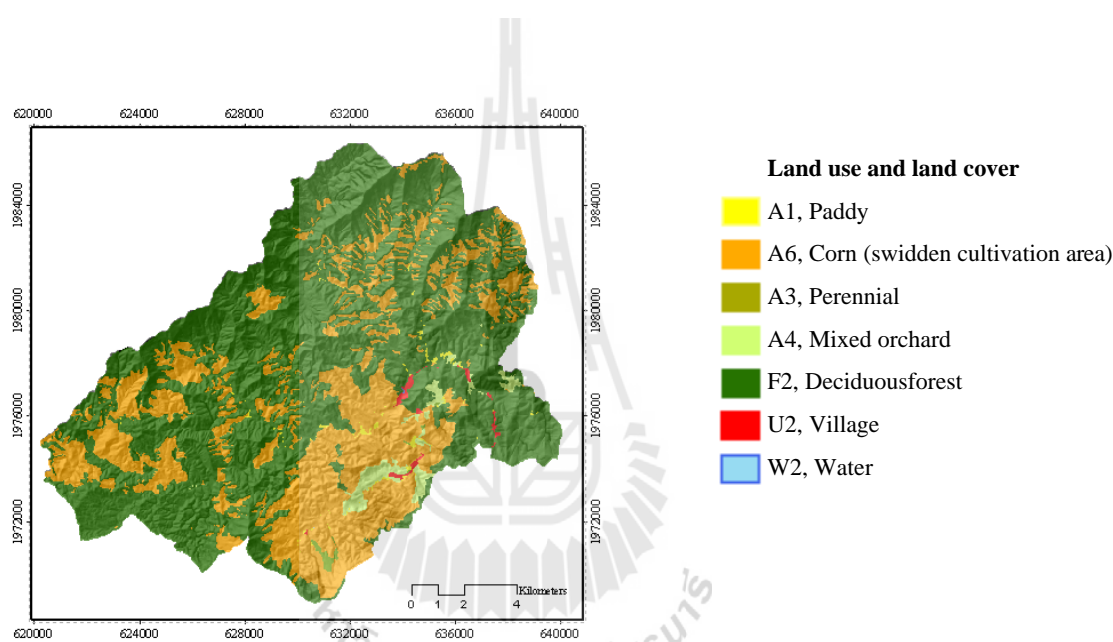 620000 624000 628000 632000 636000 640000
1984000 1984000
1980000 1980000
1976000 1976000
1972000 1972000
Kilometers
0 1 2 4
620000 624000 628000 632000 636000 640000
Land use and land cover
A1, Paddy
A6, Corn (swidden cultivation area)
A3, Perennial
A4, Mixed orchard
F2, Deciduousforest
U2, Village
W2, Water